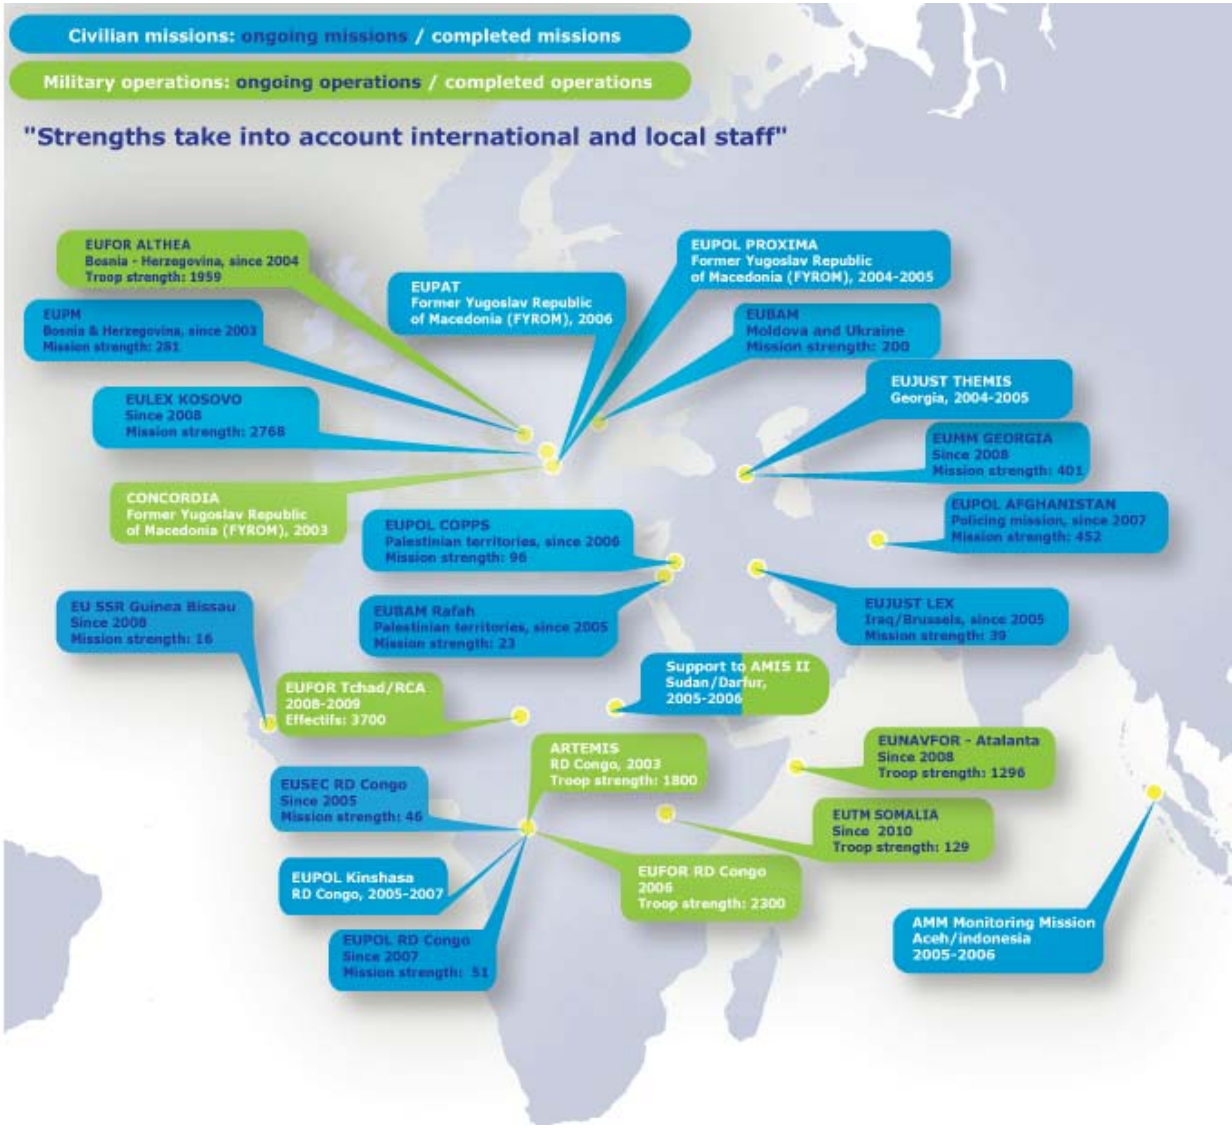 Civilian missions: ongoing missions / completed missions
Military operations: ongoing operations / completed operations
"Strengths take into account international and local staff"
EUFOR ALTHEA
Bosnia - Herzegovina, since 2004
Troop strength: 1959
EUPM
Bosnia & Herzegovina, since 2003
Mission strength: 281
EULEX KOSOVO
Since 2008
Mission strength: 2768
CONCORDIA
Former Yugoslav Republic
of Macedonia (FYROM), 2003
EUPAT
Former Yugoslav Republic
of Macedonia (FYROM), 2006
EUPOL PROXIMA
Former Yugoslav Republic
of Macedonia (FYROM), 2004-2005
EUBAM
Moldova and Ukraine
Mission strength: 200
EUJUST THEMIS
Georgia, 2004-2005
EUMM GEORGIA
Since 2008
Mission strength: 401
EUPOL AFGHANISTAN
Policing mission, since 2007
Mission strength: 452
EUPOL COPPS
Palestinian territories, since 2006
Mission strength: 96
EUBAM Rafah
Palestinian territories, since 2005
Mission strength: 23
EUJUST LEX
Iraq/Brussels, since 2005
Mission strength: 39
EU SSR Guinea Bissau
Since 2008
Mission strength: 16
EUFOR Tchad/RCA
2008-2009
Effectifs: 3700
Support to AMIS II
Sudan/Darfur,
2005-2006
ARTEMIS
RD Congo, 2003
Troop strength: 1800
EUNAVFOR - Atalanta
Since 2008
Troop strength: 1296
EUSEC RD Congo
Since 2005
Mission strength: 46
EUTM SOMALIA
Since 2010
Troop strength: 129
EUPOL Kinshasa
RD Congo, 2005-2007
EUFOR RD Congo
2006
Troop strength: 2300
EUPOL RD Congo
Since 2007
Mission strength: 51
AMM Monitoring Mission
Aceh/indonesia
2005-2006